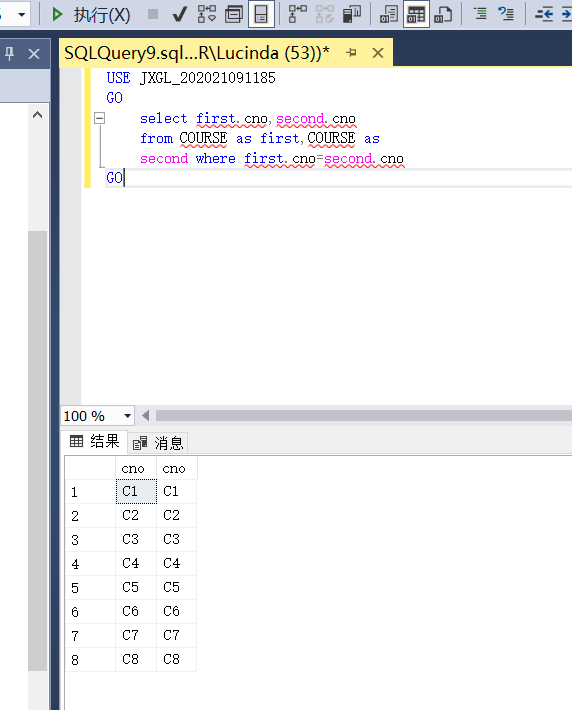 执行(X)
SQLQuery9.sql...R\Lucinda (53))*
USE JXGL_202021091185
GO
select first.cno,second.cno
from COURSE as first,COURSE as
second where first.cno=second.cno
GO
100 %
结果 消息
cno cno
1 C1 C1
2 C2 C2
3 C3 C3
4 C4 C4
5 C5 C5
6 C6 C6
7 C7 C7
8 C8 C8